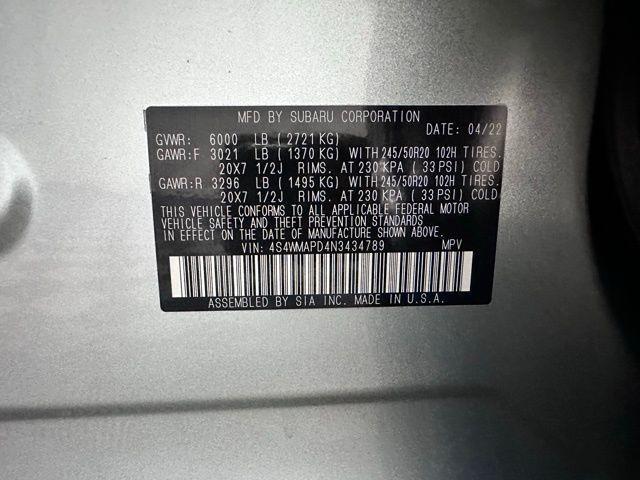 MFD BY SUBARU CORPORATION
DATE: 04/22
GVWR: 6000 LB (2721 KG)
GAWR:F 3021 LB (1370 KG) WITH 245/50R20 102H TIRES.
20X7 1/2J RIMS. AT 230 KPA (33 PSI) COLD
GAWR:R 3296 LB (1495 KG) WITH 245/50R20 102H TIRES.
20X7 1/2J RIMS. AT 230 KPA (33 PSI) COLD
THIS VEHICLE CONFORMS TO ALL APPLICABLE FEDERAL MOTOR
VEHICLE SAFETY AND THEFT PREVENTION STANDARDS
IN EFFECT ON THE DATE OF MANUFACTURE SHOWN ABOVE.
VIN: 4S4WMAPD4N3434789 MPV
ASSEMBLED BY SIA INC. MADE IN U.S.A.